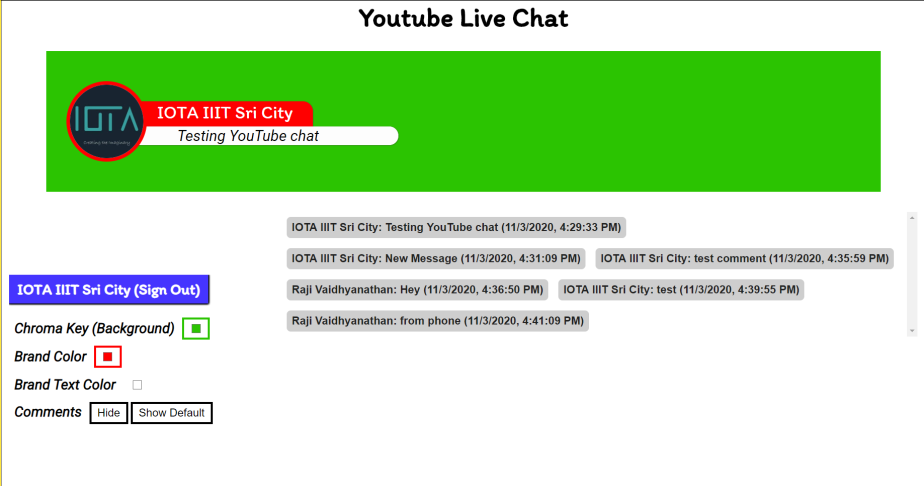 Youtube Live Chat
IOTA
IOTA IIIT Sri City
Testing YouTube chat
IOTA IIIT Sri City: Testing YouTube chat (11/3/2020, 4:29:33 PM)
IOTA IIIT Sri City: New Message (11/3/2020, 4:31:09 PM)
IOTA IIIT Sri City: test comment (11/3/2020, 4:35:59 PM)
Raji Vaidhyanathan: Hey (11/3/2020, 4:36:50 PM)
IOTA IIIT Sri City: test (11/3/2020, 4:39:55 PM)
Raji Vaidhyanathan: from phone (11/3/2020, 4:41:09 PM)
IOTA IIIT Sri City (Sign Out)
Chroma Key (Background)
Brand Color
Brand Text Color
Comments Hide Show Default